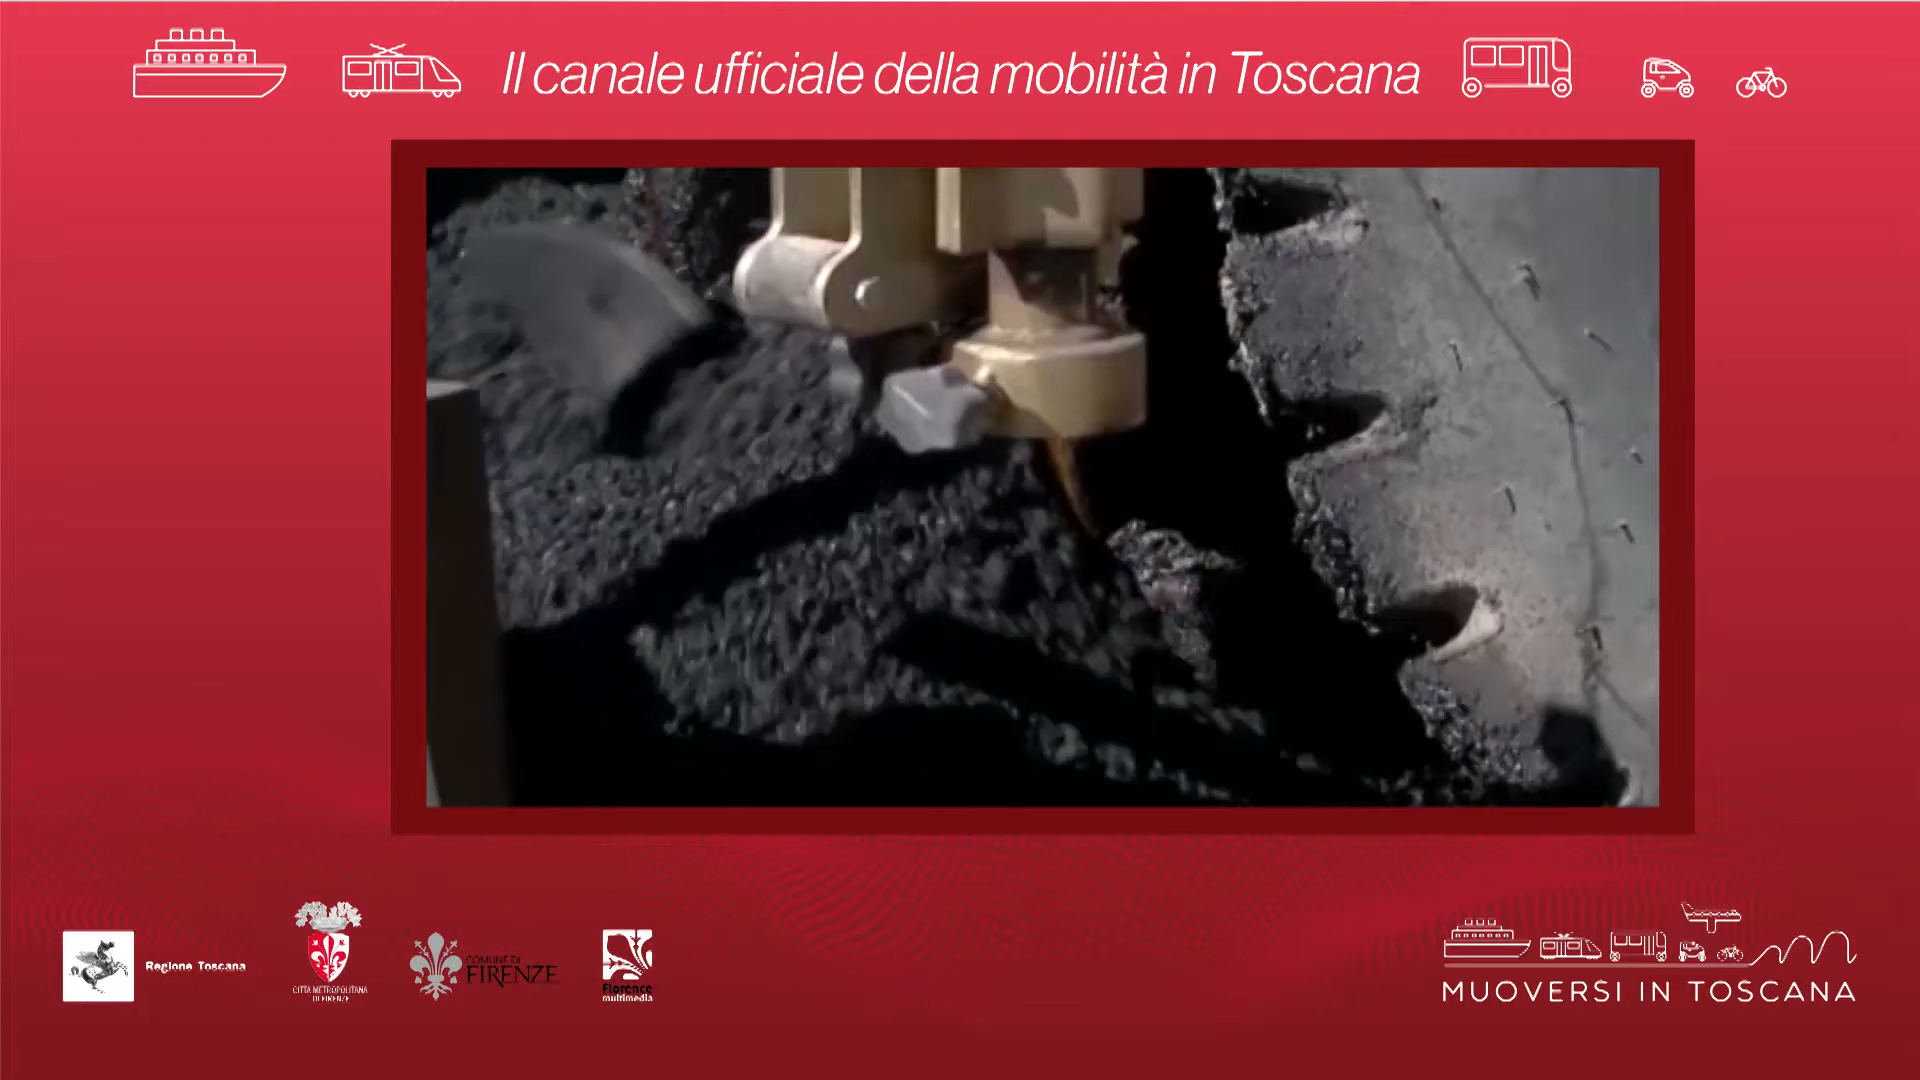 Il canale ufficiale della mobilità in Toscana
Regione Toscana
CITTÀ METROPOLITANA
DI FIRENZE
COMUNE DI
FIRENZE
Florence
multimedia
MUOVERSI IN TOSCANA